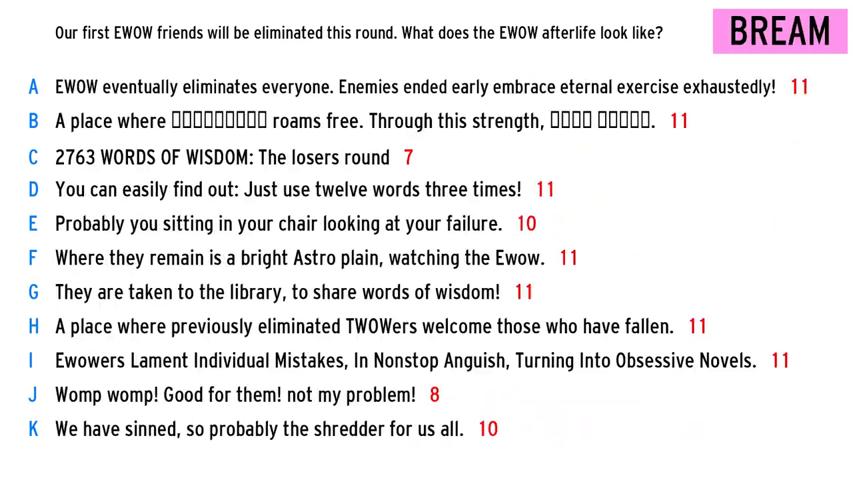 Our first EWOW friends will be eliminated this round. What does the EWOW afterlife look like?
BREAM
A EWOW eventually eliminates everyone. Enemies ended early embrace eternal exercise exhaustedly! 11
B A place where ▯▯▯▯▯▯▯▯▯ roams free. Through this strength, ▯▯▯▯ ▯▯▯▯▯. 11
C 2763 WORDS OF WISDOM: The losers round 7
D You can easily find out: Just use twelve words three times! 11
E Probably you sitting in your chair looking at your failure. 10
F Where they remain is a bright Astro plain, watching the Ewow. 11
G They are taken to the library, to share words of wisdom! 11
H A place where previously eliminated TWOWers welcome those who have fallen. 11
I Ewowers Lament Individual Mistakes, In Nonstop Anguish, Turning Into Obsessive Novels. 11
J Womp womp! Good for them! not my problem! 8
K We have sinned, so probably the shredder for us all. 10